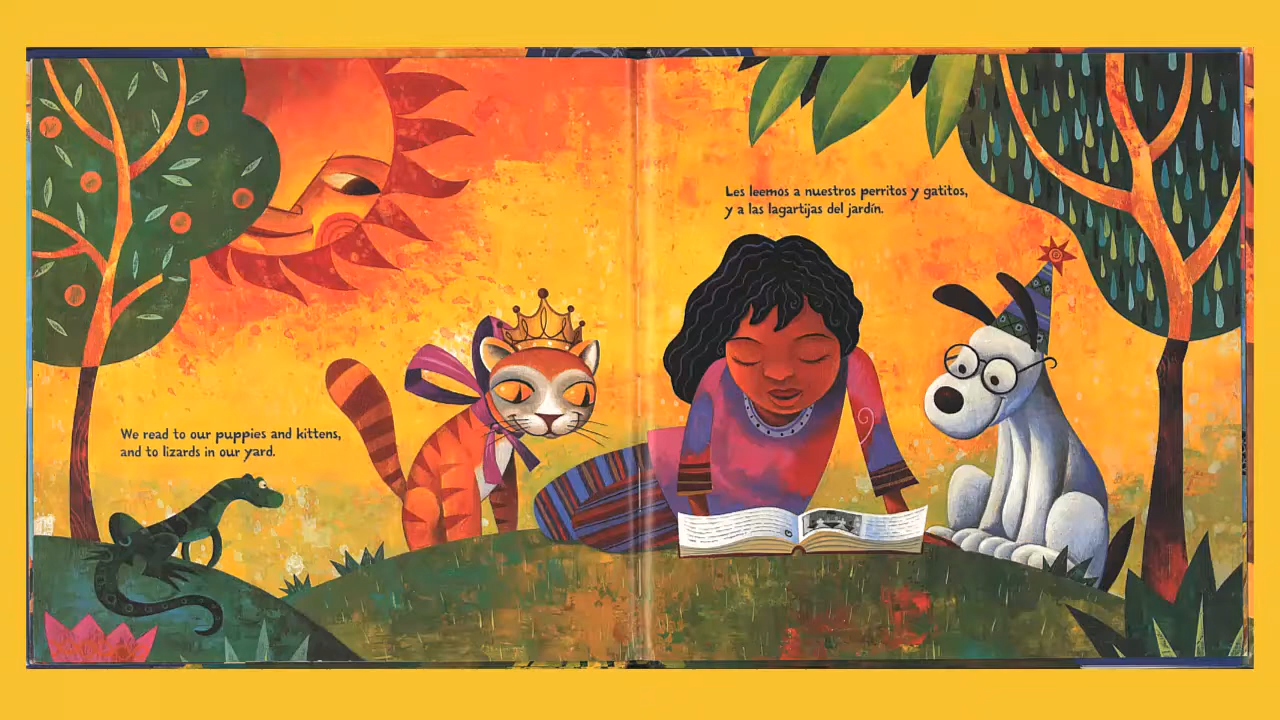 We read to our puppies and kittens,
and to lizards in our yard.
Les leemos a nuestros perritos y gatitos,
y a las lagartijas del jardín.